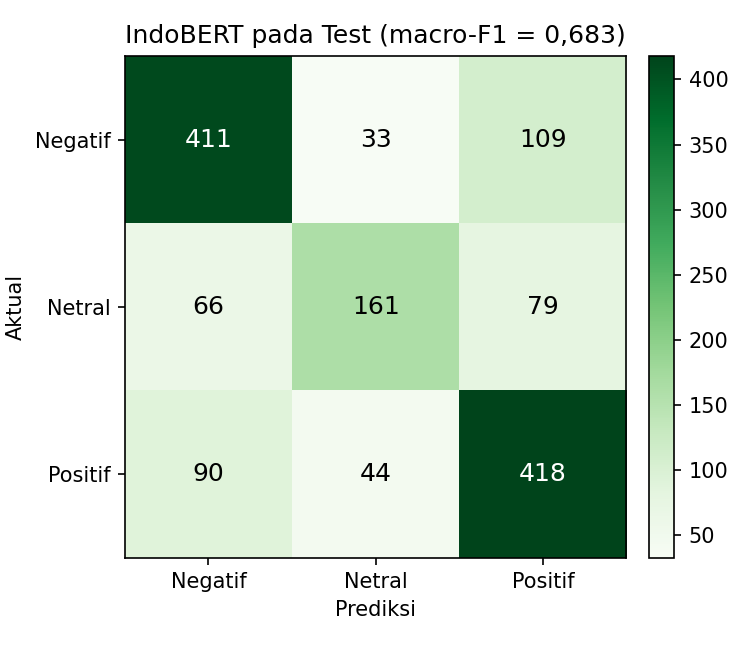 IndoBERT pada Test (macro-F1 = 0,683)
Aktual
Negatif 411 33 109
Netral 66 161 79
Positif 90 44 418
Negatif Netral Positif
Prediksi
400
350
300
250
200
150
100
50